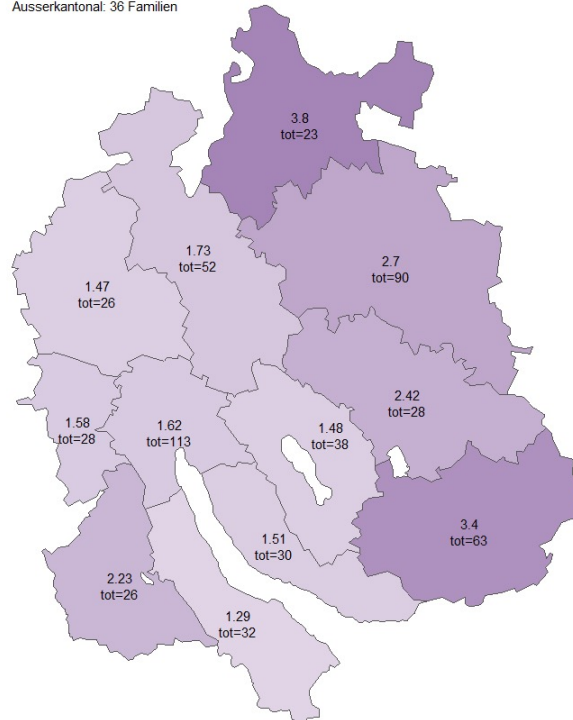 Ausserkantonal: 36 Familien
3.8
tot=23
1.73
tot=52
2.7
tot=90
1.47
tot=26
2.42
tot=28
1.58
tot=28
1.62
tot=113
1.48
tot=38
3.4
tot=63
1.51
tot=30
2.23
tot=26
1.29
tot=32